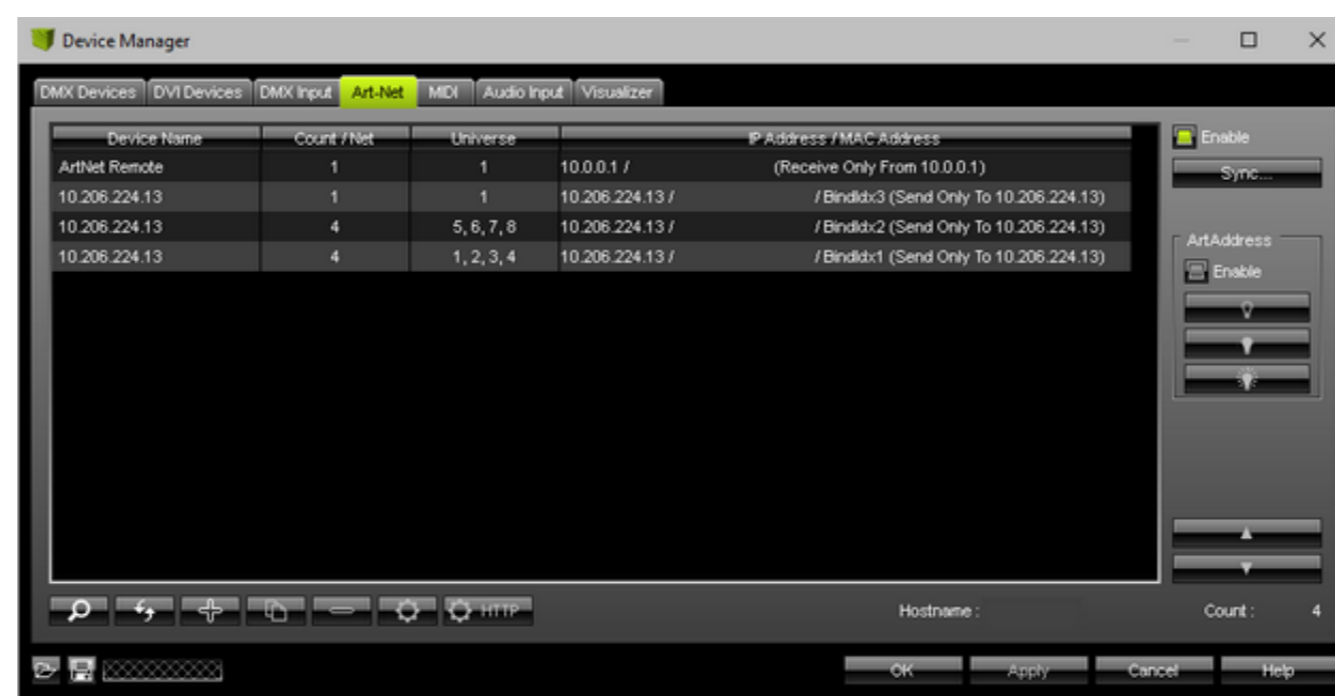 Device Manager
DMX Devices DVI Devices DMX Input Art-Net MIDI Audio Input Visualizer
Device Name Count / Net Universe IP Address / MAC Address
ArtNet Remote 1 1 10.0.0.1 / (Receive Only From 10.0.0.1)
10.206.224.13 1 1 10.206.224.13 / / BindIdx3 (Send Only To 10.206.224.13)
10.206.224.13 4 5, 6, 7, 8 10.206.224.13 / / BindIdx2 (Send Only To 10.206.224.13)
10.206.224.13 4 1, 2, 3, 4 10.206.224.13 / / BindIdx1 (Send Only To 10.206.224.13)
Enable
Sync...
ArtAddress
Enable
HTTP
Hostname :
Count : 4
OK Apply Cancel Help